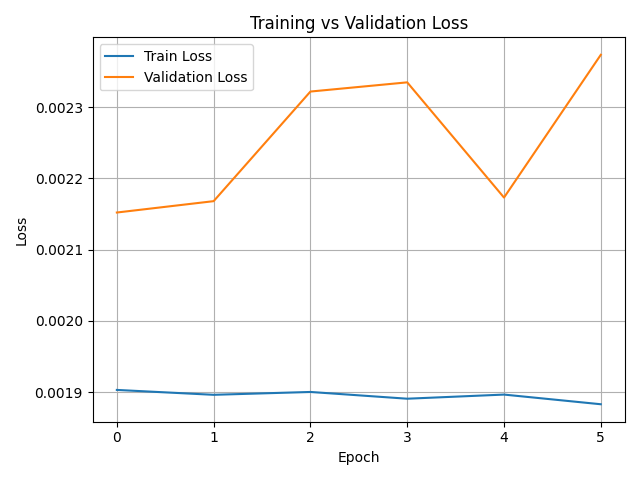 Training vs Validation Loss
Train Loss
Validation Loss
0.0023
0.0022
0.0021
0.0020
0.0019
Loss
0 1 2 3 4 5
Epoch